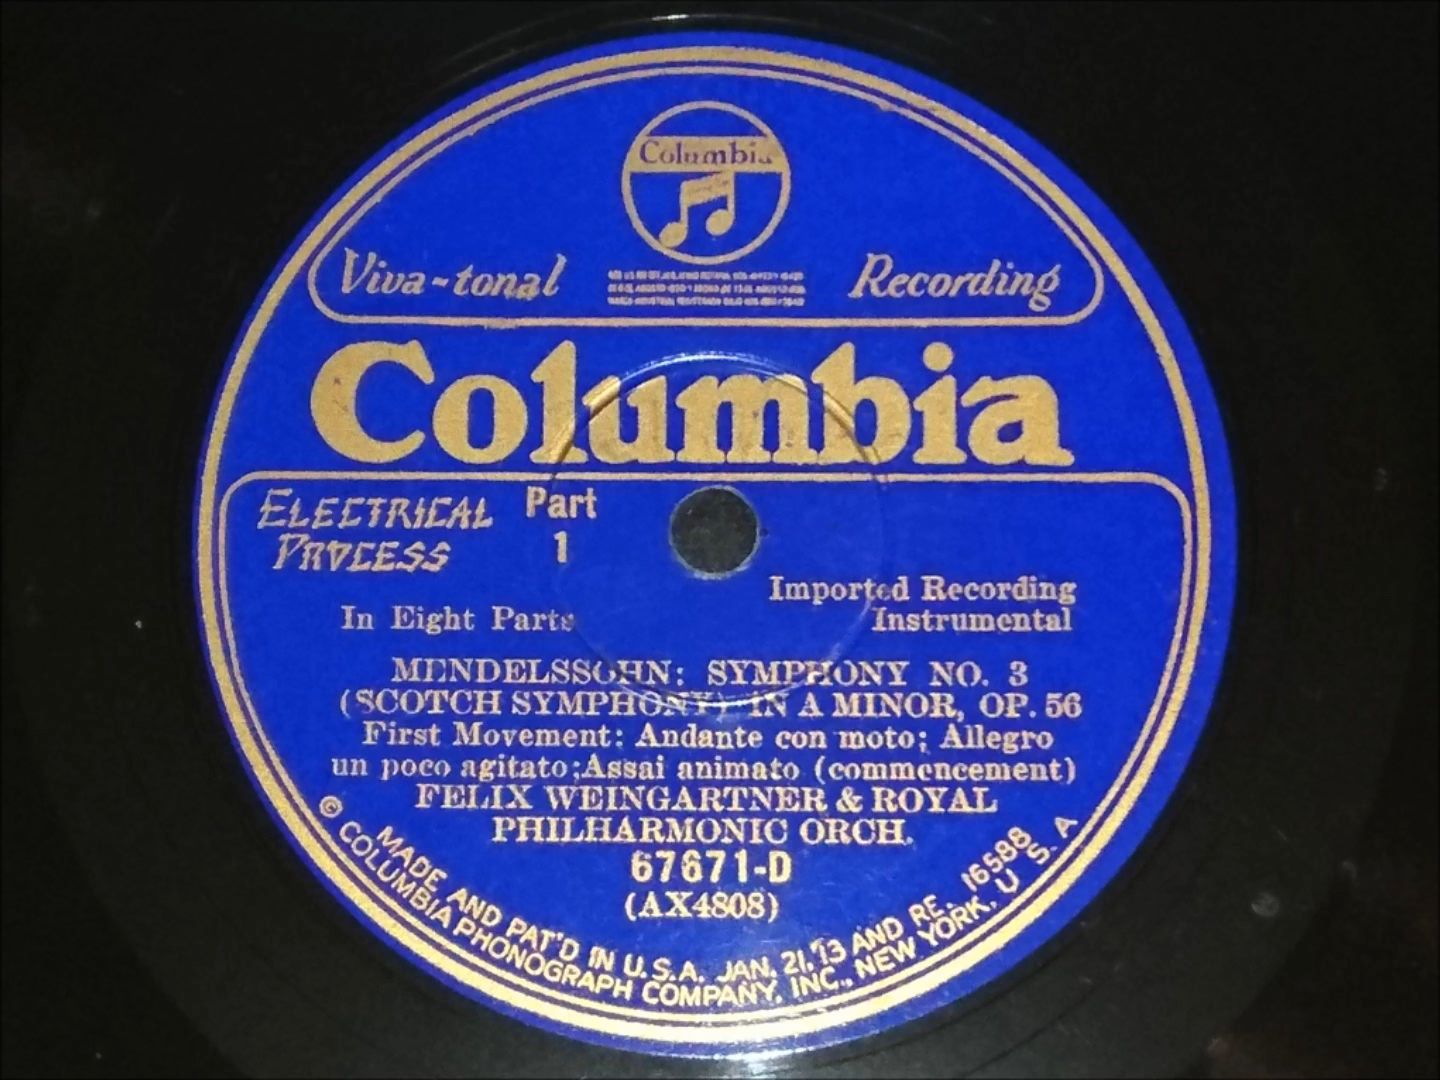 Columbia
Viva-tonal Recording
Columbia
ELECTRICAL
PROCESS
Part
1
In Eight Parts
Imported Recording
Instrumental
MENDELSSOHN: SYMPHONY NO. 3
(SCOTCH SYMPHONY) IN A MINOR, OP. 56
First Movement: Andante con moto; Allegro
un poco agitato;Assai animato (commencement)
FELIX WEINGARTNER & ROYAL
PHILHARMONIC ORCH.
67671-D
(AX4808)
MADE AND PAT'D IN U.S.A. JAN. 21,'13 AND RE. 16588
© COLUMBIA PHONOGRAPH COMPANY, INC., NEW YORK, U. S. A